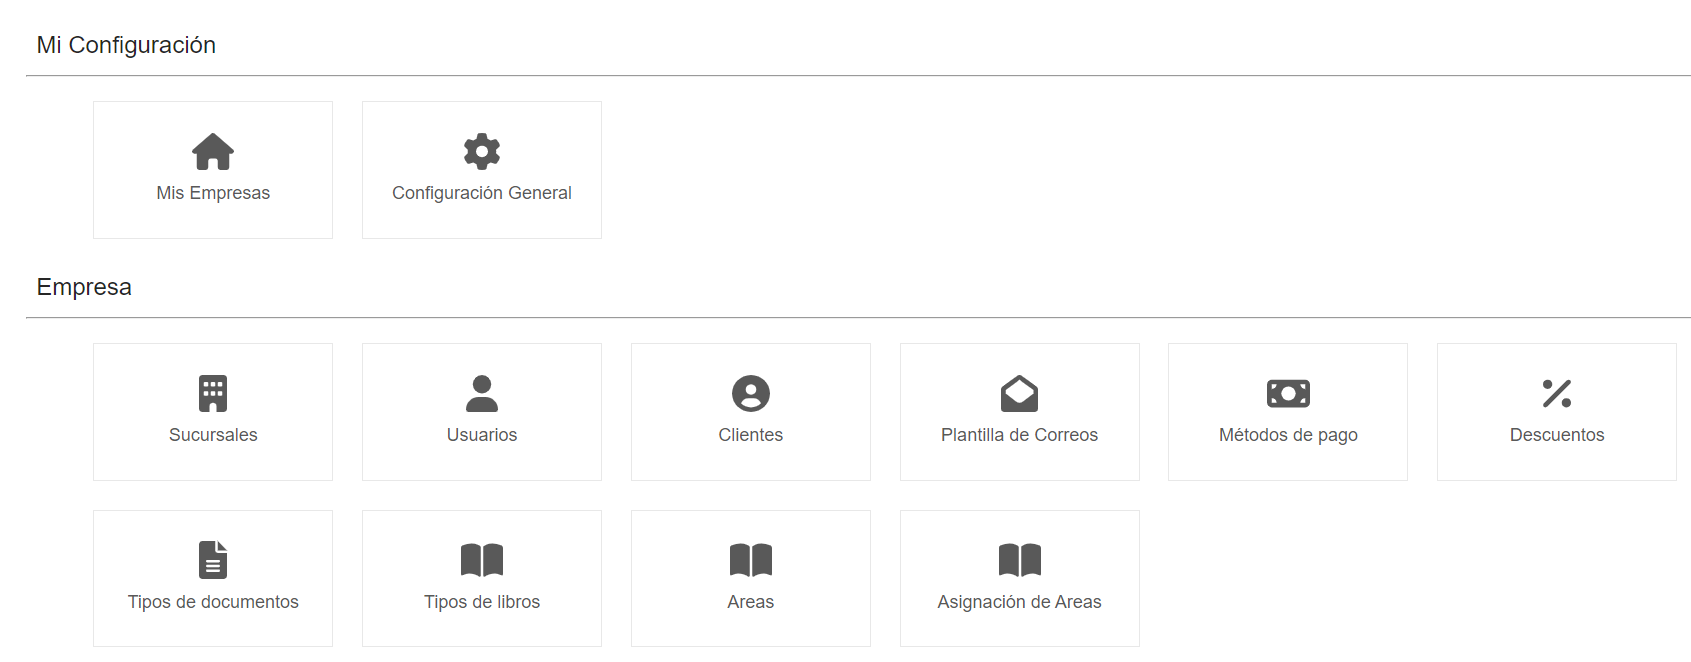 Mi Configuración
Mis Empresas
Configuración General
Empresa
Sucursales
Usuarios
Clientes
Plantilla de Correos
Métodos de pago
Descuentos
Tipos de documentos
Tipos de libros
Areas
Asignación de Areas